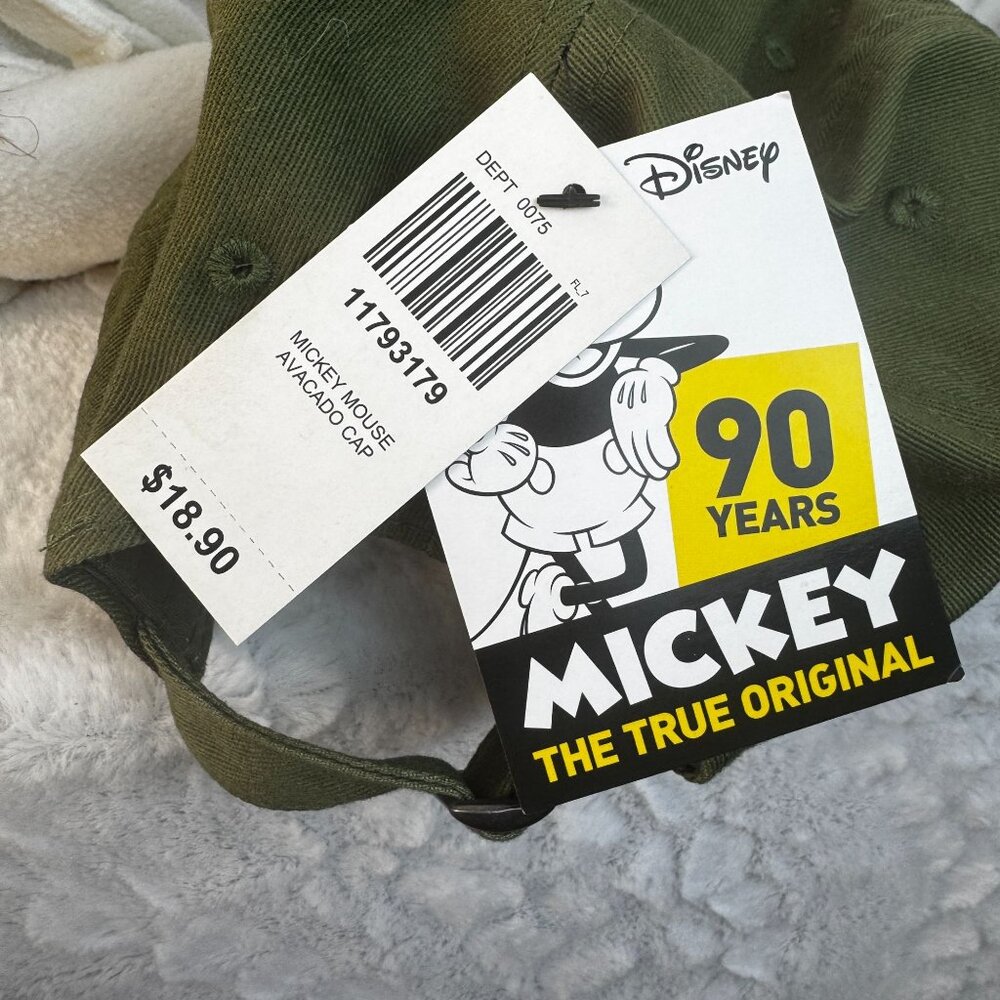 DEPT 0075
FL7
11793179
MICKEY MOUSE
AVACADO CAP
$18.90
Disney
90
YEARS
MICKEY
THE TRUE ORIGINAL